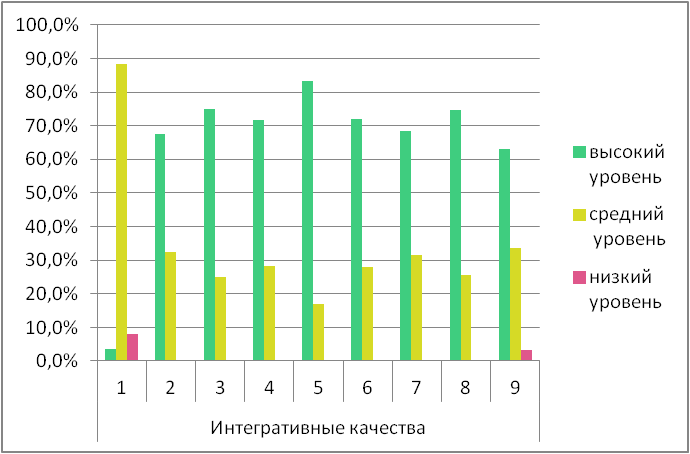 100,0%
90,0%
80,0%
70,0%
60,0%
50,0%
40,0%
30,0%
20,0%
10,0%
0,0%
1 2 3 4 5 6 7 8 9
Интегративные качества
высокий
уровень
средний
уровень
низкий
уровень